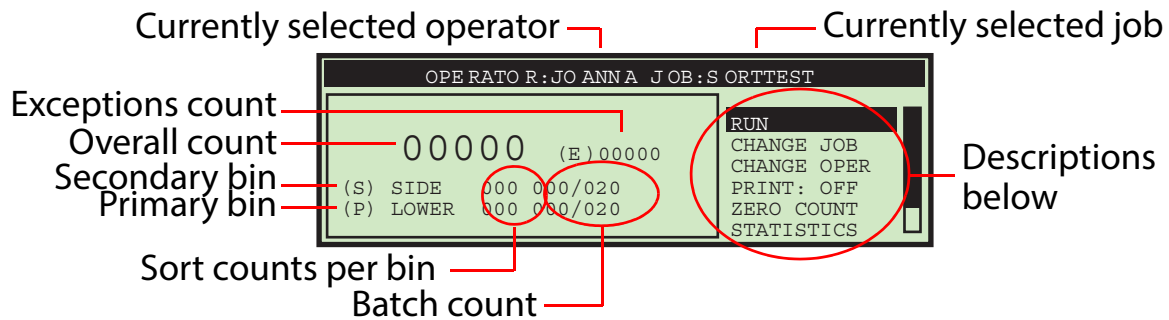 Currently selected operator
Currently selected job
OPERATOR:JOANNA JOB:SORTTEST
Exceptions count
Overall count
Secondary bin
Primary bin
00000 (E)00000
(S) SIDE 000 000/020
(P) LOWER 000 000/020
RUN
CHANGE JOB
CHANGE OPER
PRINT: OFF
ZERO COUNT
STATISTICS
Descriptions
below
Sort counts per bin
Batch count